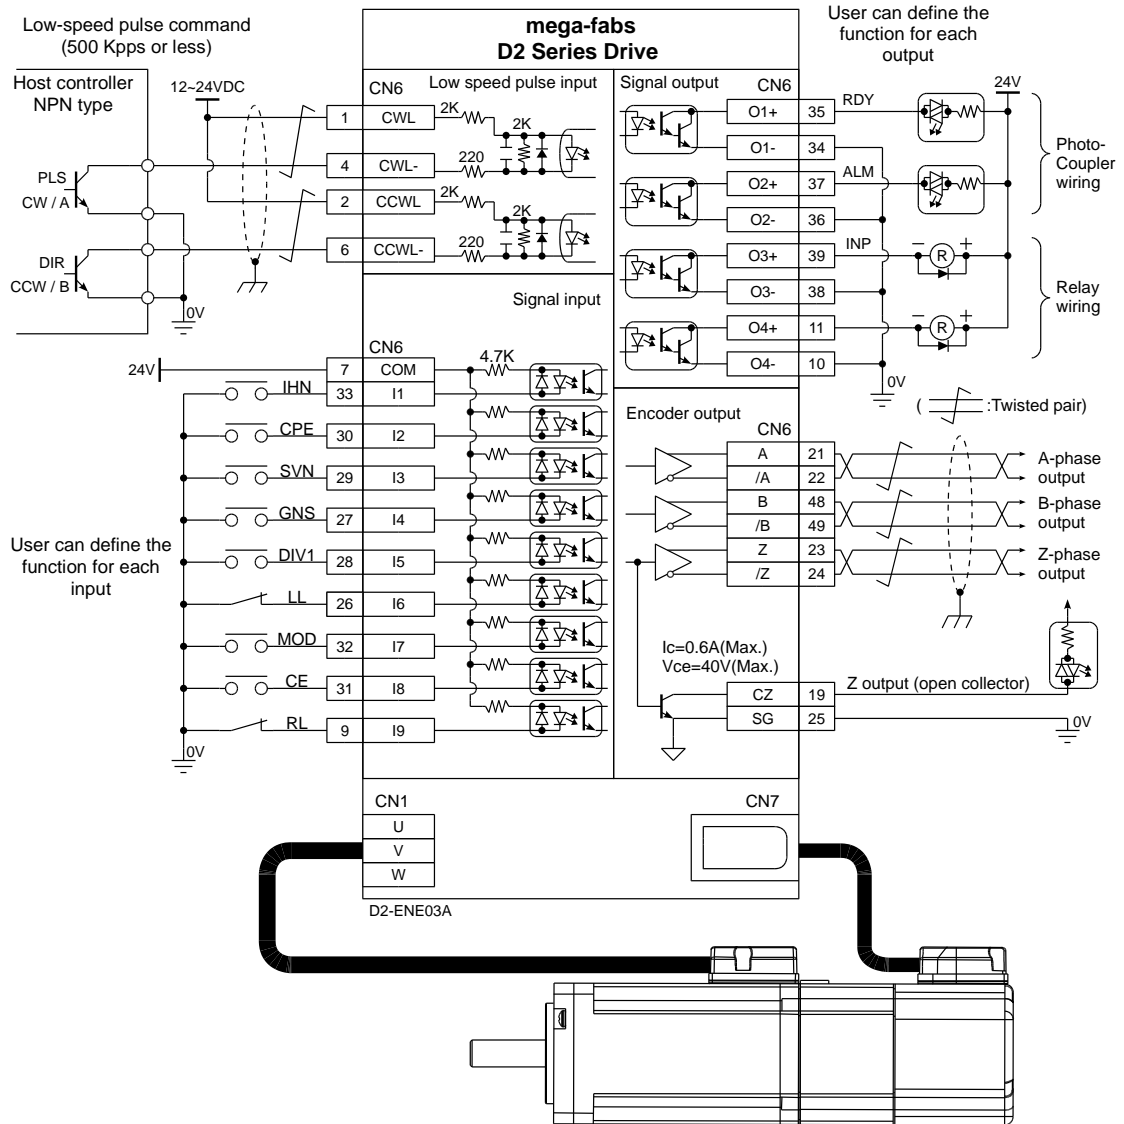 Low-speed pulse command
(500 Kpps or less)
mega-fabs
D2 Series Drive
User can define the
function for each
output
Host controller
NPN type
12~24VDC
CN6
Low speed pulse input
Signal output
CN6
24V
1
CWL
2K
2K
4
CWL-
220
2
CCWL
2K
2K
6
CCWL-
220
PLS
CW / A
DIR
CCW / B
0V
O1+
35
RDY
O1-
34
O2+
37
ALM
O2-
36
O3+
39
INP
R
O3-
38
O4+
11
R
O4-
10
0V
Photo-
Coupler
wiring
Relay
wiring
Signal input
CN6
24V
7
COM
4.7K
IHN
33
I1
CPE
30
I2
SVN
29
I3
GNS
27
I4
DIV1
28
I5
LL
26
I6
MOD
32
I7
CE
31
I8
RL
9
I9
0V
User can define the
function for each
input
( :Twisted pair)
Encoder output
CN6
A
21
/A
22
B
48
/B
49
Z
23
/Z
24
A-phase
output
B-phase
output
Z-phase
output
Ic=0.6A(Max.)
Vce=40V(Max.)
CZ
19
Z output (open collector)
SG
25
0V
CN1
U
V
W
CN7
D2-ENE03A